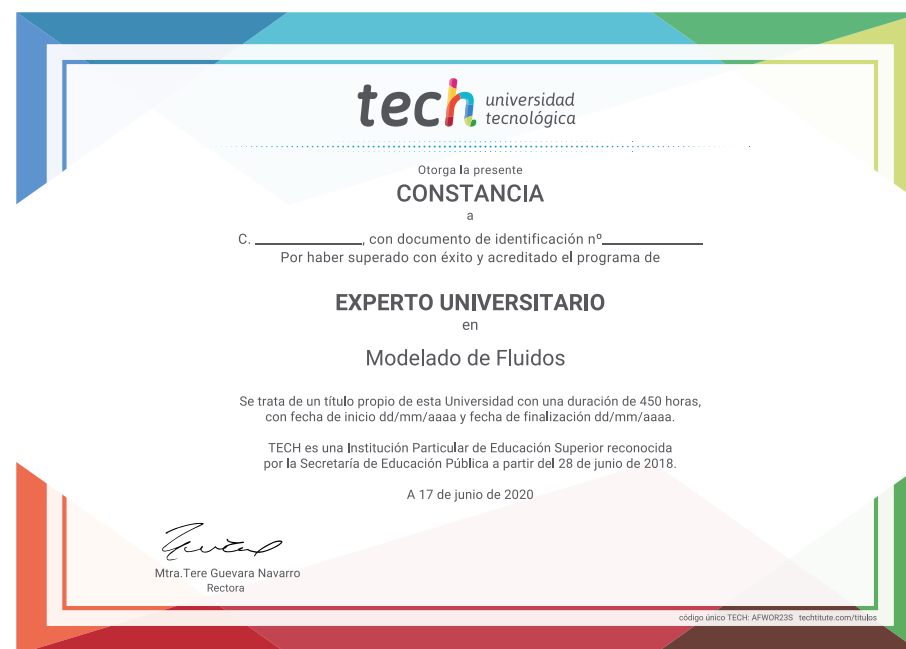 tech universidad
tecnológica
Otorga la presente
CONSTANCIA
a
C. ____________, con documento de identificación nº____________
Por haber superado con éxito y acreditado el programa de
EXPERTO UNIVERSITARIO
en
Modelado de Fluidos
Se trata de un título propio de esta Universidad con una duración de 450 horas,
con fecha de inicio dd/mm/aaaa y fecha de finalización dd/mm/aaaa.
TECH es una Institución Particular de Educación Superior reconocida
por la Secretaría de Educación Pública a partir del 28 de junio de 2018.
A 17 de junio de 2020
Mtra.Tere Guevara Navarro
Rectora
código único TECH: AFWOR23S techtitute.com/titulos